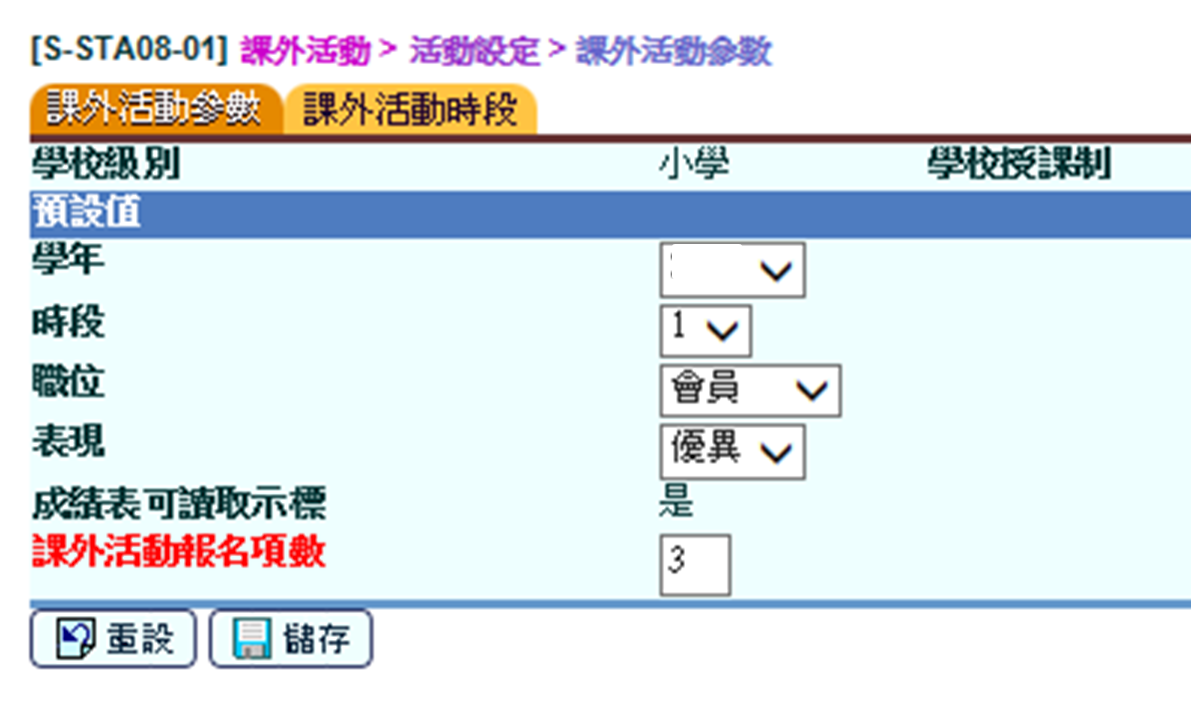 [S-STA08-01] 課外活動 > 活動設定 > 課外活動參數
課外活動參數 課外活動時段
學校級別 小學 學校授課制
預設值
學年
時段 1
職位 會員
表現 優異
成績表可讀取示標 是
課外活動報名項數 3
重設 儲存